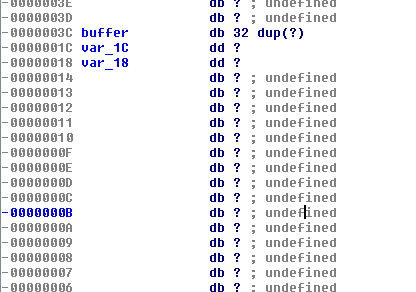 -0000003E db ? ; undefined
-0000003D db ? ; undefined
-0000003C buffer db 32 dup(?)
-0000001C var_1C dd ?
-00000018 var_18 dd ?
-00000014 db ? ; undefined
-00000013 db ? ; undefined
-00000012 db ? ; undefined
-00000011 db ? ; undefined
-00000010 db ? ; undefined
-0000000F db ? ; undefined
-0000000E db ? ; undefined
-0000000D db ? ; undefined
-0000000C db ? ; undefined
-0000000B db ? ; undefined
-0000000A db ? ; undefined
-00000009 db ? ; undefined
-00000008 db ? ; undefined
-00000007 db ? ; undefined
-00000006 db ? ; undefined